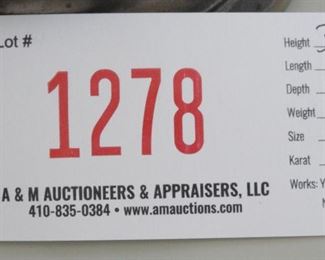 Lot #
1278
A & M AUCTIONEERS & APPRAISERS, LLC
410-835-0384 • www.amauctions.com
Height
Length
Depth
Weight
Size
Karat
Works: Y
N